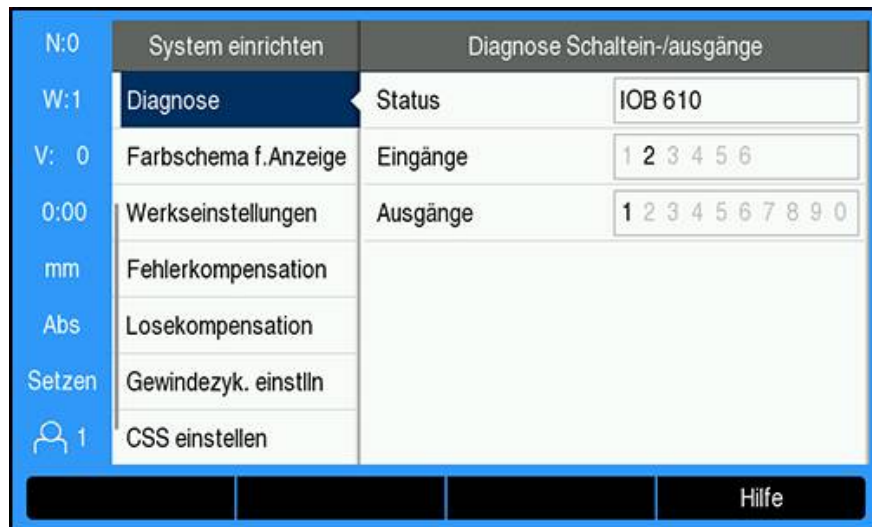 N:0
System einrichten
Diagnose Schaltein-/ausgänge
W:1
Diagnose
Status
IOB 610
V: 0
Farbschema f.Anzeige
Eingänge
1 2 3 4 5 6
0:00
Werkseinstellungen
Ausgänge
1 2 3 4 5 6 7 8 9 0
mm
Fehlerkompensation
Abs
Losekompensation
Setzen
Gewindezyk. einstlln
1
CSS einstellen
Hilfe